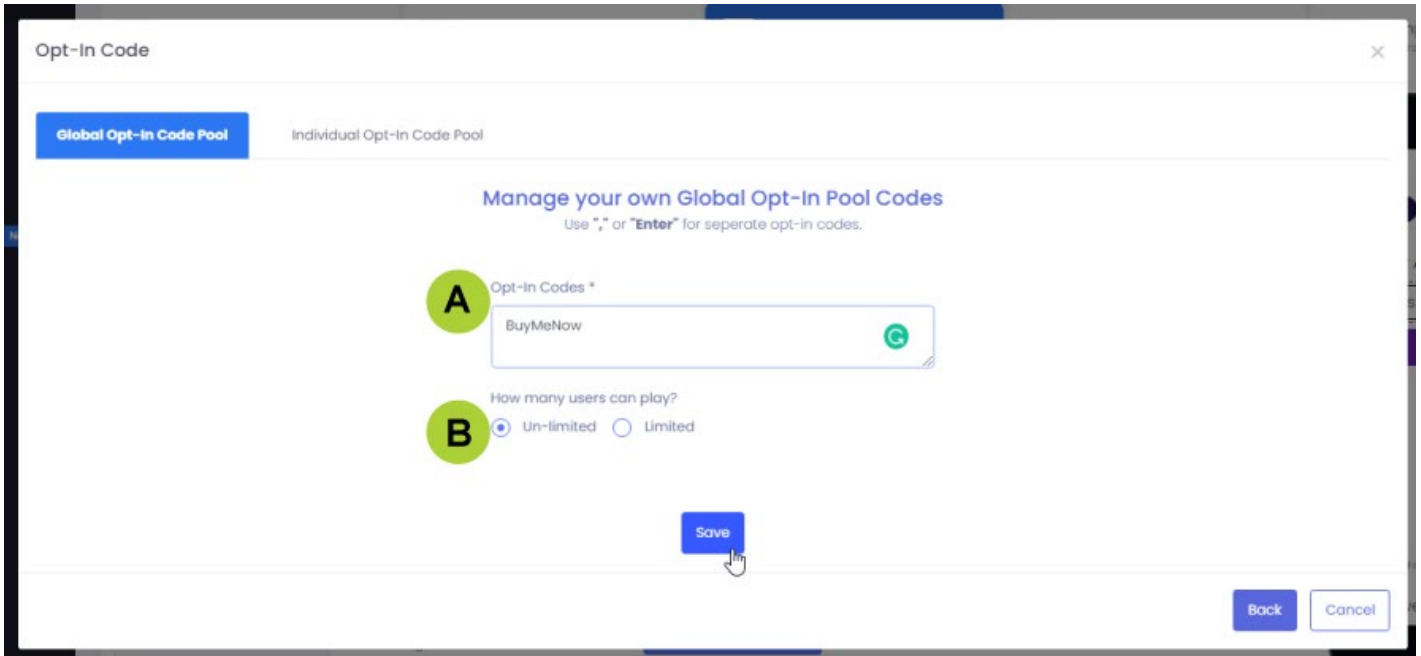 Opt-In Code
Global Opt-In Code Pool
Individual Opt-In Code Pool
Manage your own Global Opt-In Pool Codes
Use "," or "Enter" for seperate opt-in codes.
A
Opt-In Codes *
BuyMeNow
How many users can play?
B
Un-limited
Limited
Save
Back
Cancel